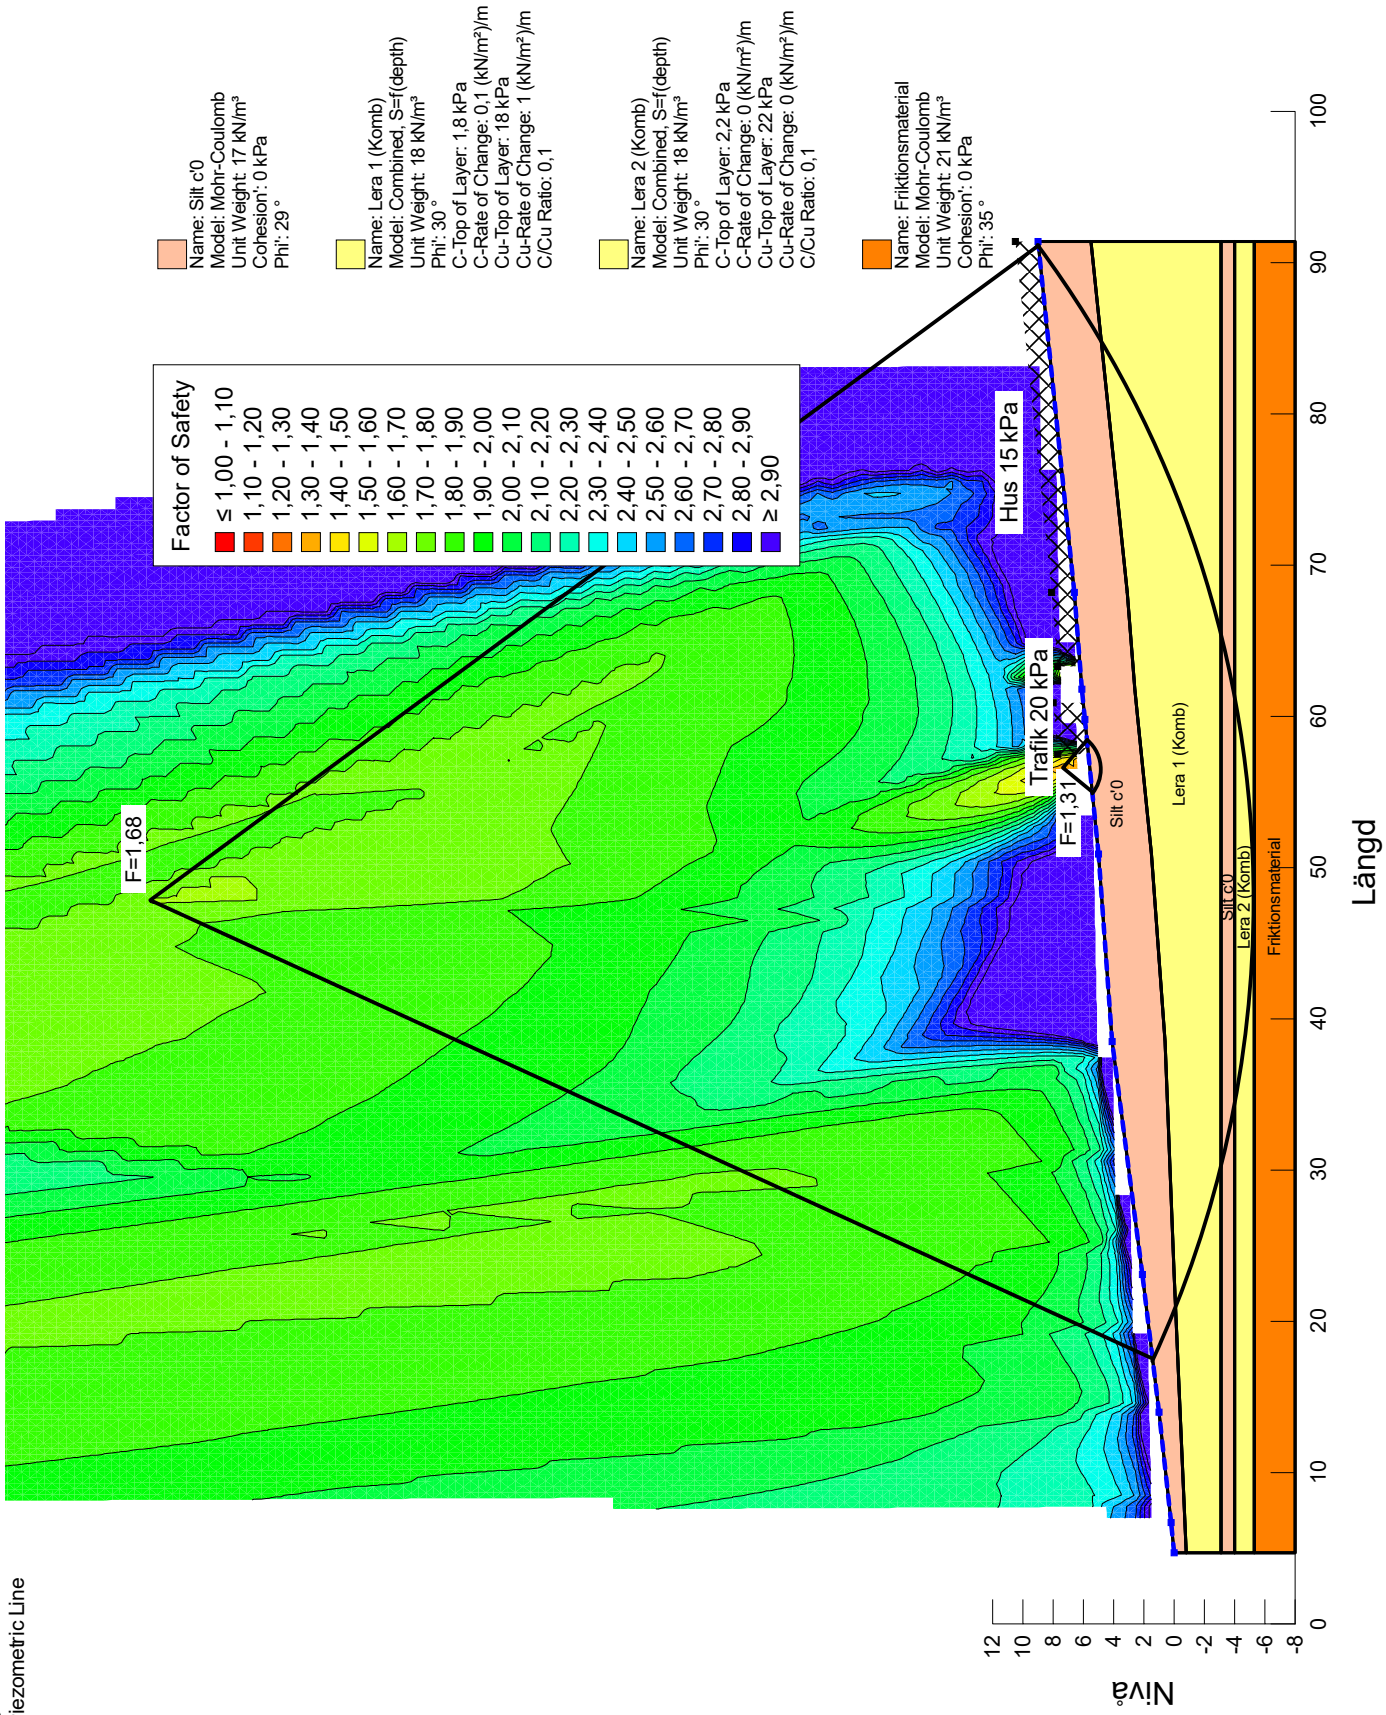 iezometric Line
Name: Silt c'0
Model: Mohr-Coulomb
Unit Weight: 17 kN/m³
Cohesion': 0 kPa
Phi': 29 °
Name: Lera 1 (Komb)
Model: Combined, S=f(depth)
Unit Weight: 18 kN/m³
Phi': 30 °
C-Top of Layer: 1,8 kPa
C-Rate of Change: 0,1 (kN/m²)/m
Cu-Top of Layer: 18 kPa
Cu-Rate of Change: 1 (kN/m²)/m
C/Cu Ratio: 0,1
Name: Lera 2 (Komb)
Model: Combined, S=f(depth)
Unit Weight: 18 kN/m³
Phi': 30 °
C-Top of Layer: 2,2 kPa
C-Rate of Change: 0 (kN/m²)/m
Cu-Top of Layer: 22 kPa
Cu-Rate of Change: 0 (kN/m²)/m
C/Cu Ratio: 0,1
Name: Friktionsmaterial
Model: Mohr-Coulomb
Unit Weight: 21 kN/m³
Cohesion': 0 kPa
Phi': 35 °
Factor of Safety
≤ 1,00 - 1,10
1,10 - 1,20
1,20 - 1,30
1,30 - 1,40
1,40 - 1,50
1,50 - 1,60
1,60 - 1,70
1,70 - 1,80
1,80 - 1,90
1,90 - 2,00
2,00 - 2,10
2,10 - 2,20
2,20 - 2,30
2,30 - 2,40
2,40 - 2,50
2,50 - 2,60
2,60 - 2,70
2,70 - 2,80
2,80 - 2,90
≥ 2,90
F=1,68
Hus 15 kPa
Trafik 20 kPa
F=1,31
Silt c'0
Lera 1 (Komb)
Silt c'0
Lera 2 (Komb)
Friktionsmaterial
Nivå
12
10
8
6
4
2
0
-2
-4
-6
-8
0
10
20
30
40
50
60
70
80
90
100
Längd